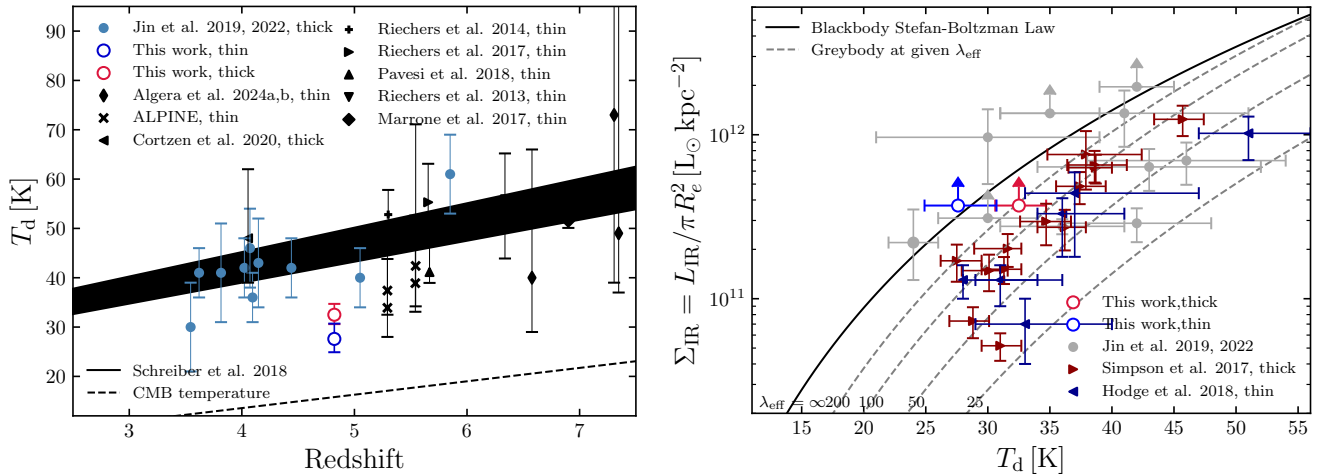 100
90
80
70
60
50
40
30
20
T_d [K]
3
4
5
6
7
Redshift
Jin et al. 2019, 2022, thick
This work, thin
This work, thick
Algera et al. 2024a,b, thin
ALPINE, thin
Cortzen et al. 2020, thick
Riechers et al. 2014, thin
Riechers et al. 2017, thin
Pavesi et al. 2018, thin
Riechers et al. 2013, thin
Marrone et al. 2017, thin
Schreiber et al. 2018
CMB temperature
Σ_IR = L_IR/πR_e^2 [L_⊙ kpc^−2]
10^12
10^11
Blackbody Stefan-Boltzman Law
Greybody at given λ_eff
This work,thick
This work,thin
Jin et al. 2019, 2022
Simpson et al. 2017, thick
Hodge et al. 2018, thin
λ_eff = ∞200 100 50 25
15
20
25
30
35
40
45
50
55
T_d [K]